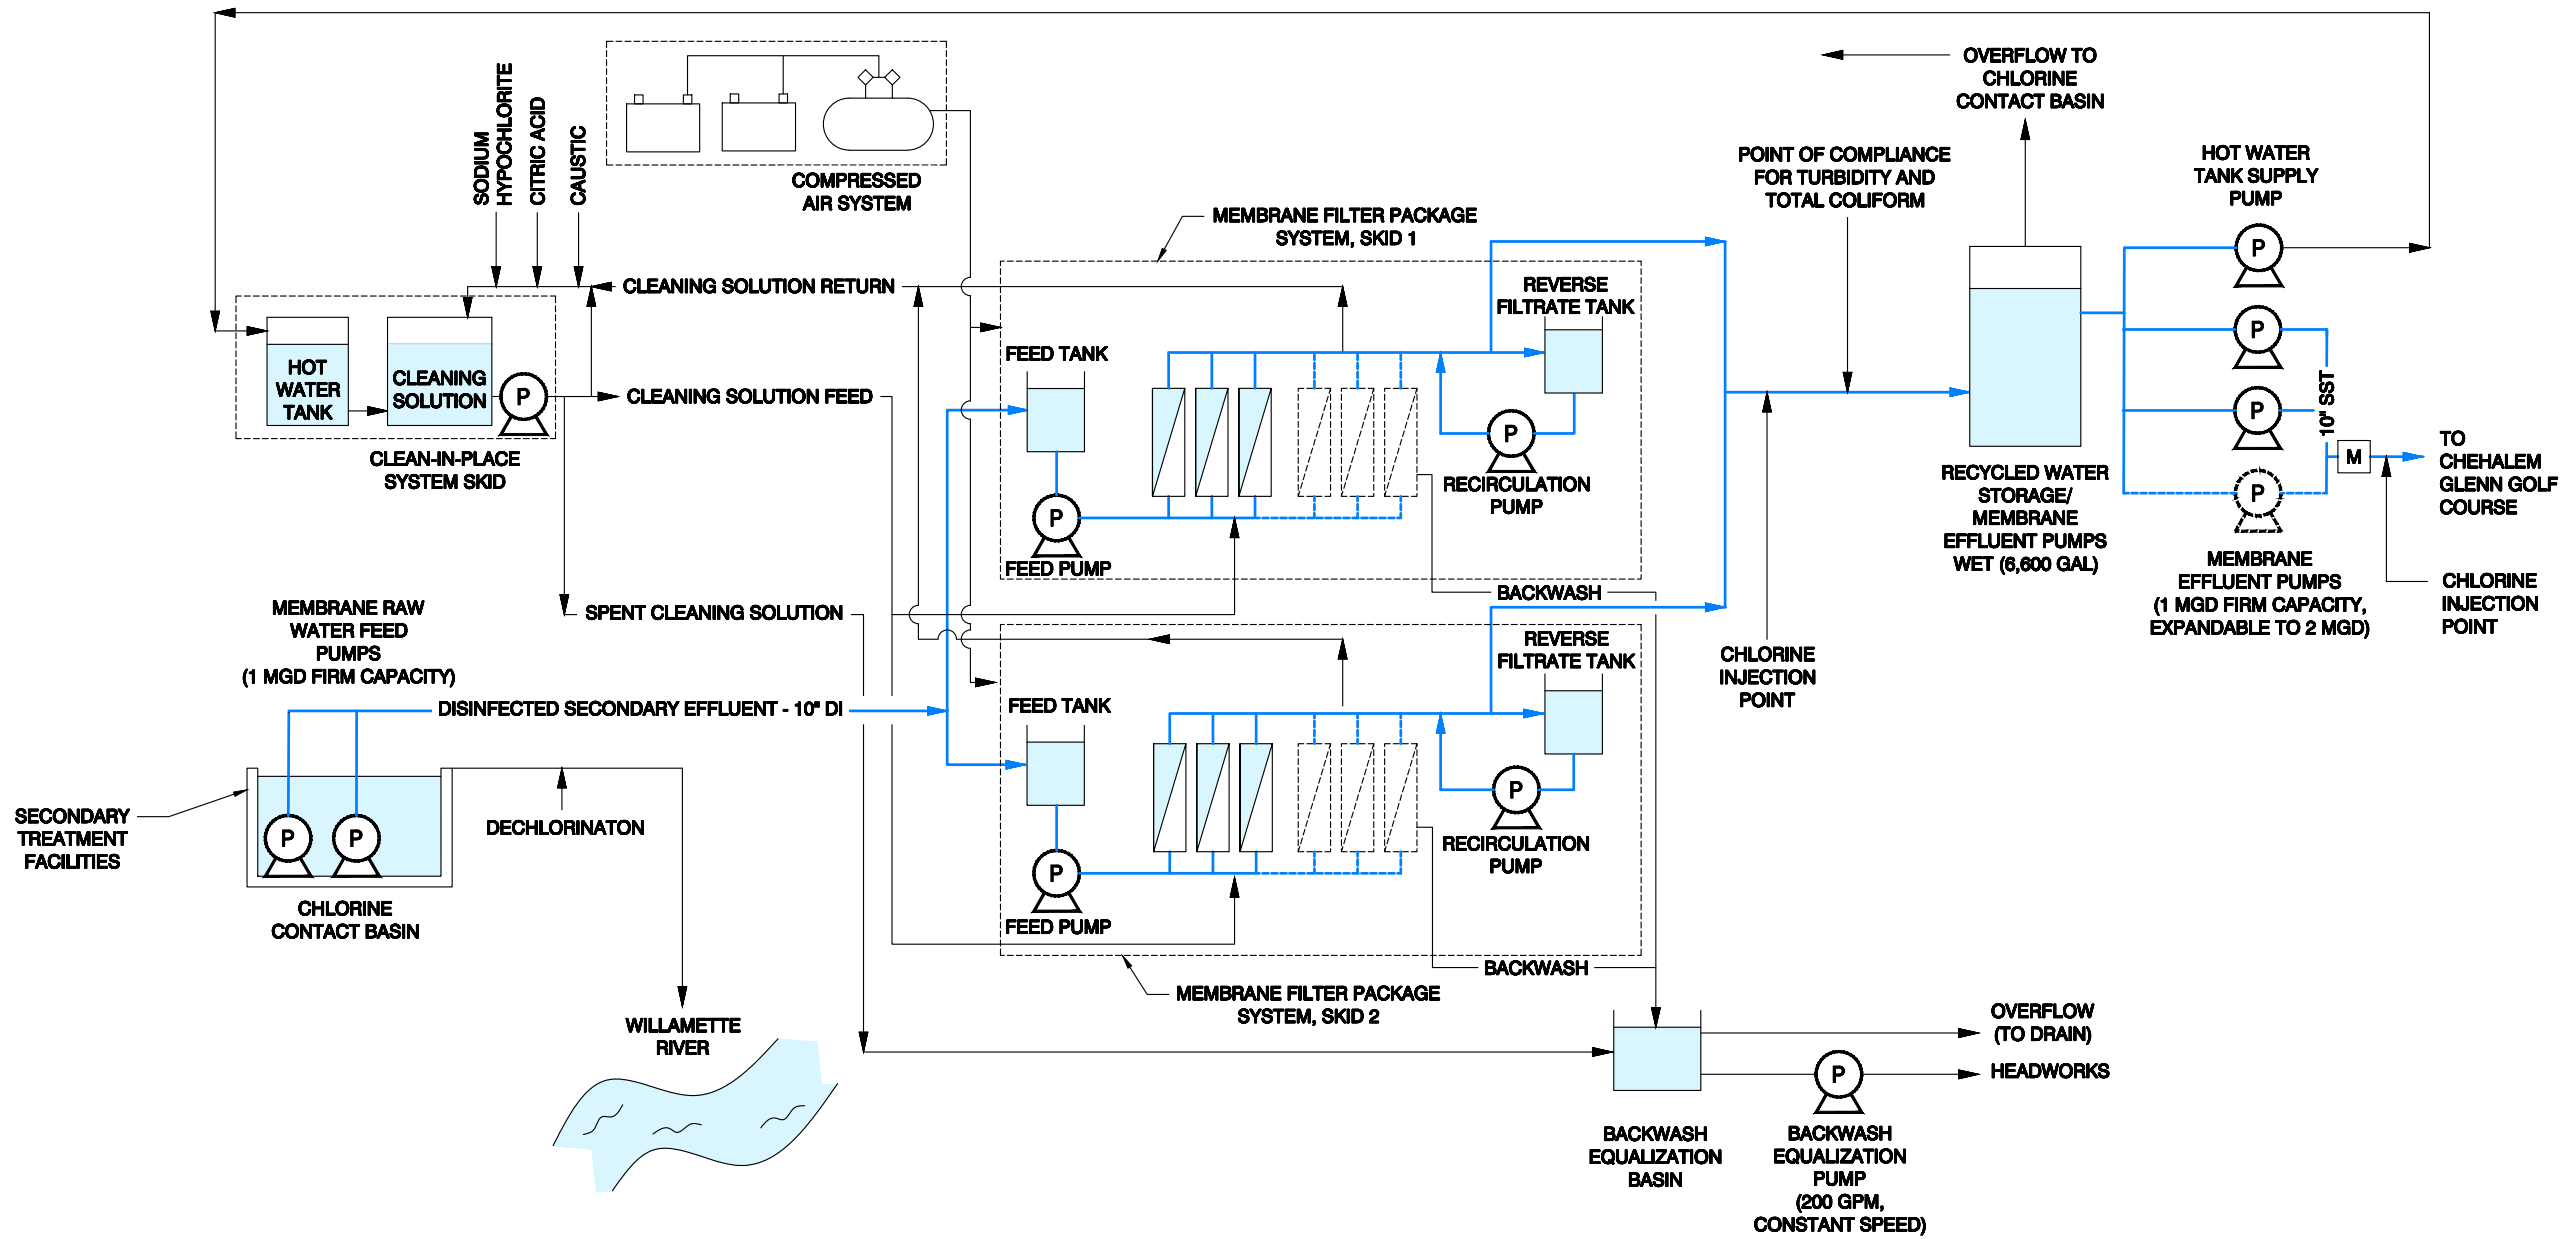 OVERFLOW TO
CHLORINE
CONTACT BASIN
SODIUM
HYPOCHLORITE
CITRIC ACID
CAUSTIC
COMPRESSED
AIR SYSTEM
POINT OF COMPLIANCE
FOR TURBIDITY AND
TOTAL COLIFORM
HOT WATER
TANK SUPPLY
PUMP
P
MEMBRANE FILTER PACKAGE
SYSTEM, SKID 1
CLEANING SOLUTION RETURN
REVERSE
FILTRATE TANK
HOT
WATER
TANK
CLEANING
SOLUTION
P
CLEANING SOLUTION FEED
CLEAN-IN-PLACE
SYSTEM SKID
FEED TANK
P
FEED PUMP
P
RECIRCULATION
PUMP
P
P
P
10" SST
M
TO
CHEHALEM
GLENN GOLF
COURSE
RECYCLED WATER
STORAGE/
MEMBRANE
EFFLUENT PUMPS
WET (6,600 GAL)
MEMBRANE
EFFLUENT PUMPS
(1 MGD FIRM CAPACITY,
EXPANDABLE TO 2 MGD)
CHLORINE
INJECTION
POINT
BACKWASH
SPENT CLEANING SOLUTION
MEMBRANE RAW
WATER FEED
PUMPS
(1 MGD FIRM CAPACITY)
REVERSE
FILTRATE TANK
CHLORINE
INJECTION
POINT
DISINFECTED SECONDARY EFFLUENT - 10" DI
FEED TANK
P
FEED PUMP
P
RECIRCULATION
PUMP
SECONDARY
TREATMENT
FACILITIES
P
P
DECHLORINATON
CHLORINE
CONTACT BASIN
BACKWASH
MEMBRANE FILTER PACKAGE
SYSTEM, SKID 2
WILLAMETTE
RIVER
OVERFLOW
(TO DRAIN)
P
HEADWORKS
BACKWASH
EQUALIZATION
BASIN
BACKWASH
EQUALIZATION
PUMP
(200 GPM,
CONSTANT SPEED)